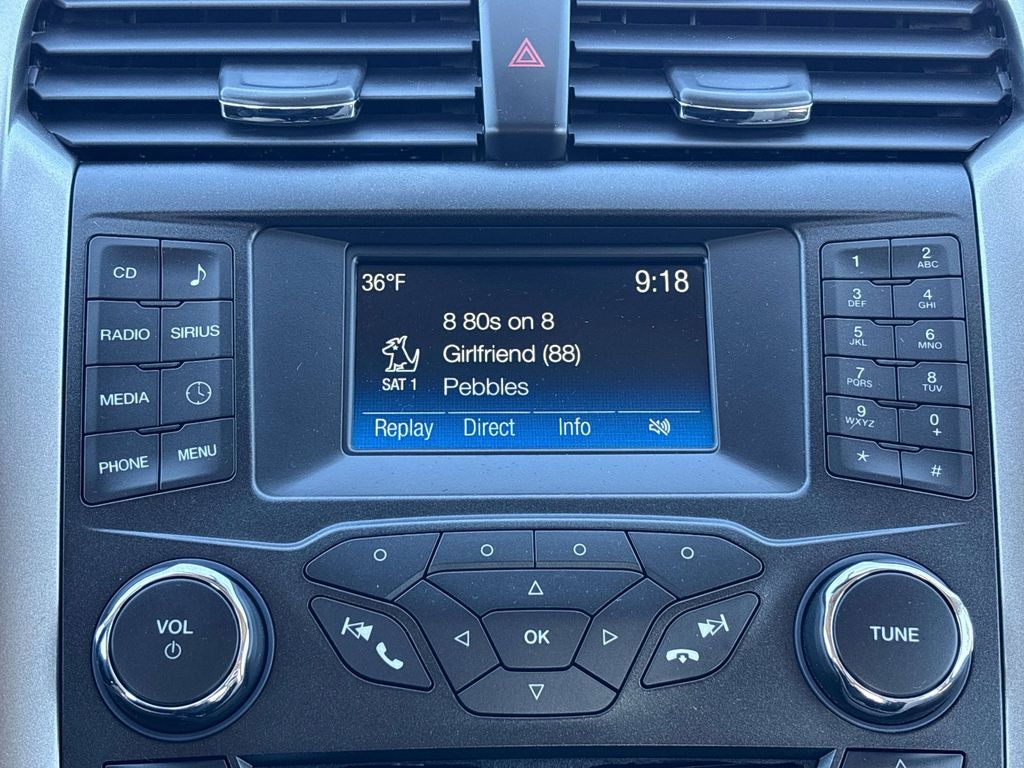 36°F 9:18
8 80s on 8
Girlfriend (88)
SAT 1
Pebbles
Replay Direct Info
CD
RADIO SIRIUS
MEDIA
PHONE MENU
1 2 ABC
3 DEF 4 GHI
5 JKL 6 MNO
7 PQRS 8 TUV
9 WXYZ 0 +
* #
VOL
OK
TUNE